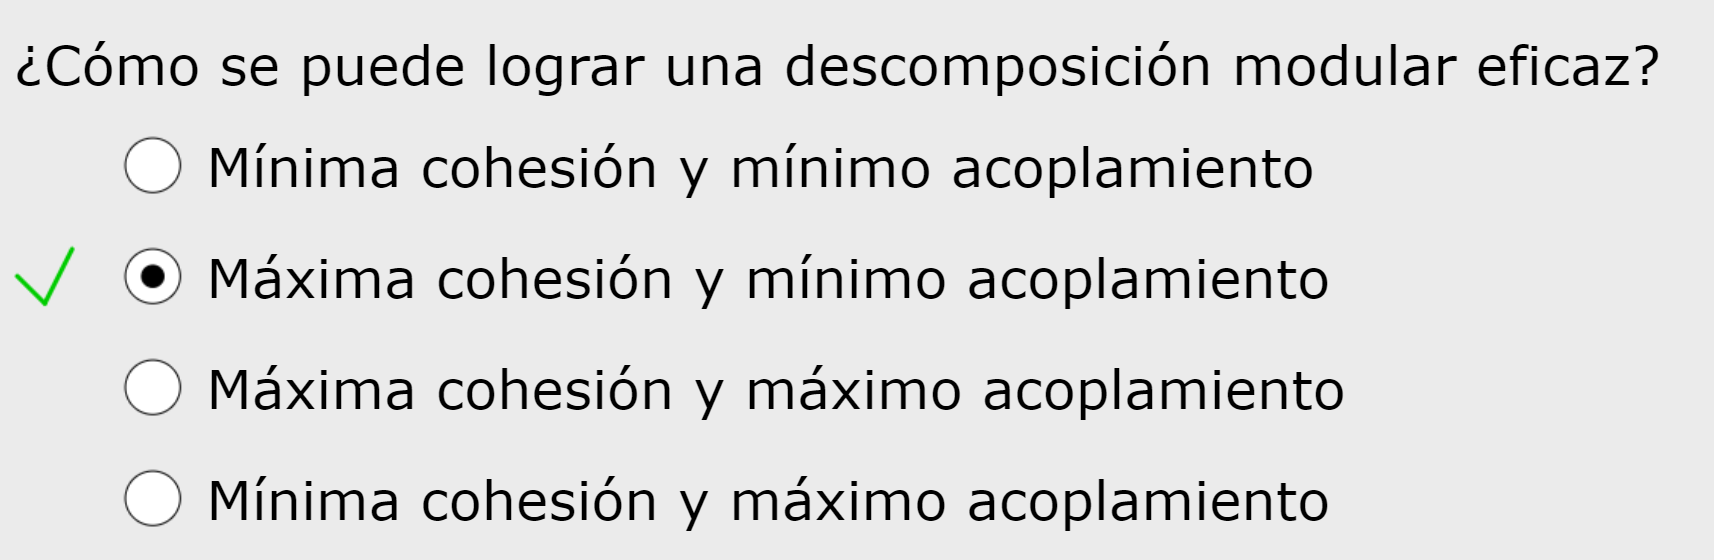 ¿Cómo se puede lograr una descomposición modular eficaz?
Mínima cohesión y mínimo acoplamiento
Máxima cohesión y mínimo acoplamiento
Máxima cohesión y máximo acoplamiento
Mínima cohesión y máximo acoplamiento